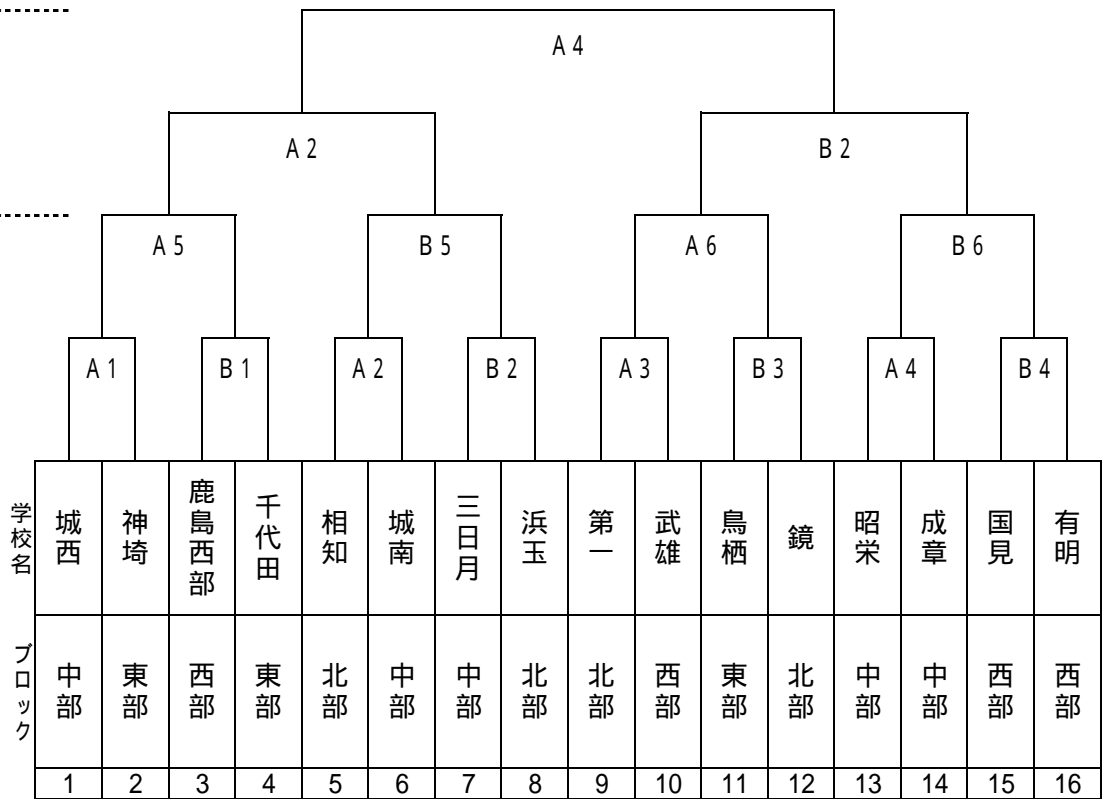 A 4
A 2
B 2
A 5
B 5
A 6
B 6
A 1
B 1
A 2
B 2
A 3
B 3
A 4
B 4
学校名
城西
神埼
鹿島西部
千代田
相知
城南
三日月
浜玉
第一
武雄
鳥栖
鏡
昭栄
成章
国見
有明
ブロック
中部
東部
西部
東部
北部
中部
中部
北部
北部
西部
東部
北部
中部
中部
西部
西部
1 2 3 4 5 6 7 8 9 10 11 12 13 14 15 16